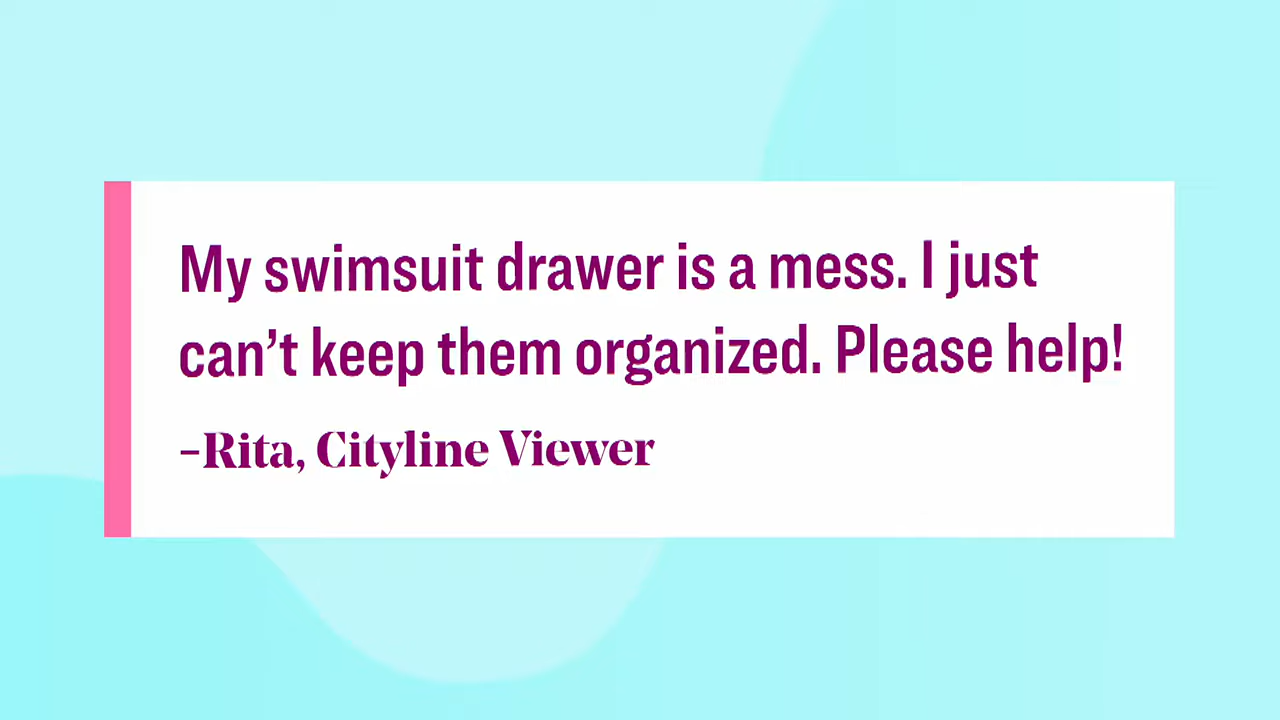 My swimsuit drawer is a mess. I just
can’t keep them organized. Please help!
–Rita, Cityline Viewer